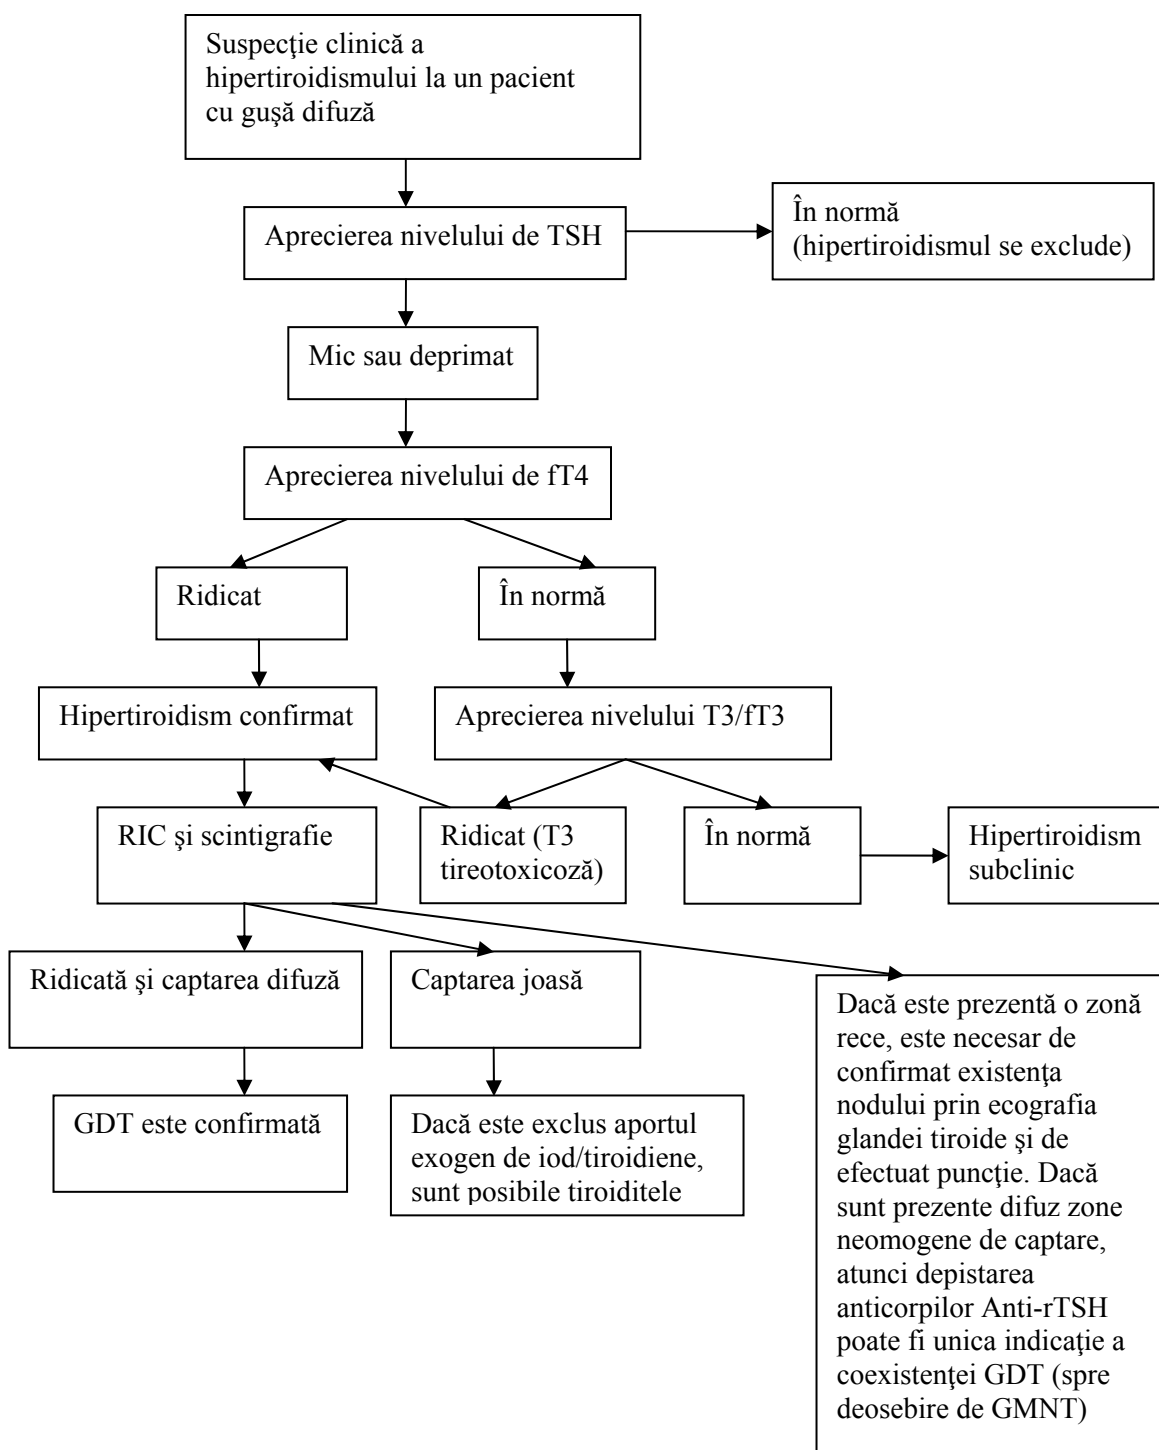 Suspecţie clinică a
hipertiroidismului la un pacient
cu guşă difuză
Aprecierea nivelului de TSH
În normă
(hipertiroidismul se exclude)
Mic sau deprimat
Aprecierea nivelului de fT4
Ridicat
În normă
Hipertiroidism confirmat
Aprecierea nivelului T3/fT3
RIC şi scintigrafie
Ridicat (T3
tireotoxicoză)
În normă
Hipertiroidism
subclinic
Ridicată şi captarea difuză
Captarea joasă
Dacă este prezentă o zonă
rece, este necesar de
confirmat existenţa
nodului prin ecografia
glandei tiroide şi de
efectuat puncţie. Dacă
sunt prezente difuz zone
neomogene de captare,
atunci depistarea
anticorpilor Anti-rTSH
poate fi unica indicaţie a
coexistenţei GDT (spre
deosebire de GMNT)
GDT este confirmată
Dacă este exclus aportul
exogen de iod/tiroidiene,
sunt posibile tiroiditele